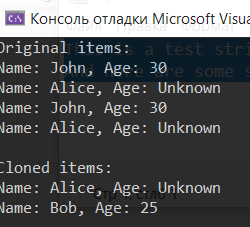 Консоль отладки Microsoft Visua
Original items:
Name: John, Age: 30
Name: Alice, Age: Unknown
Name: John, Age: 30
Name: Alice, Age: Unknown

Cloned items:
Name: Alice, Age: Unknown
Name: Bob, Age: 25